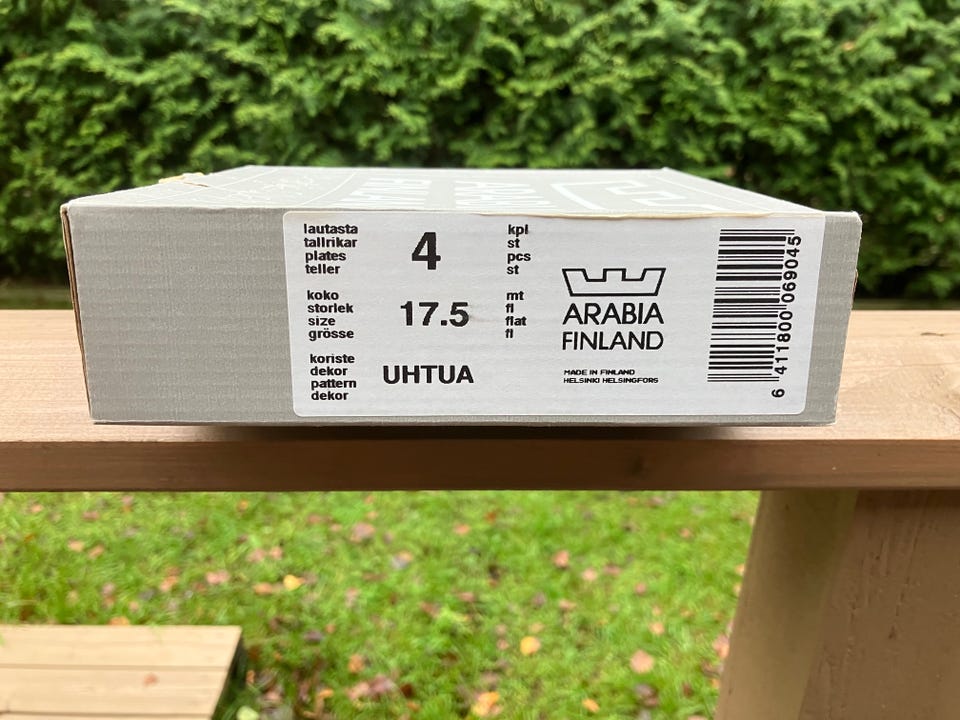 lautasta
tallrikar
plates
teller
4
kpl
st
pcs
st
koko
storlek
size
grösse
17.5
mt
fl
flat
fl
koriste
dekor
pattern
dekor
UHTUA
ARABIA
FINLAND
MADE IN FINLAND
HELSINKI HELSINGFORS
6 411800 069045